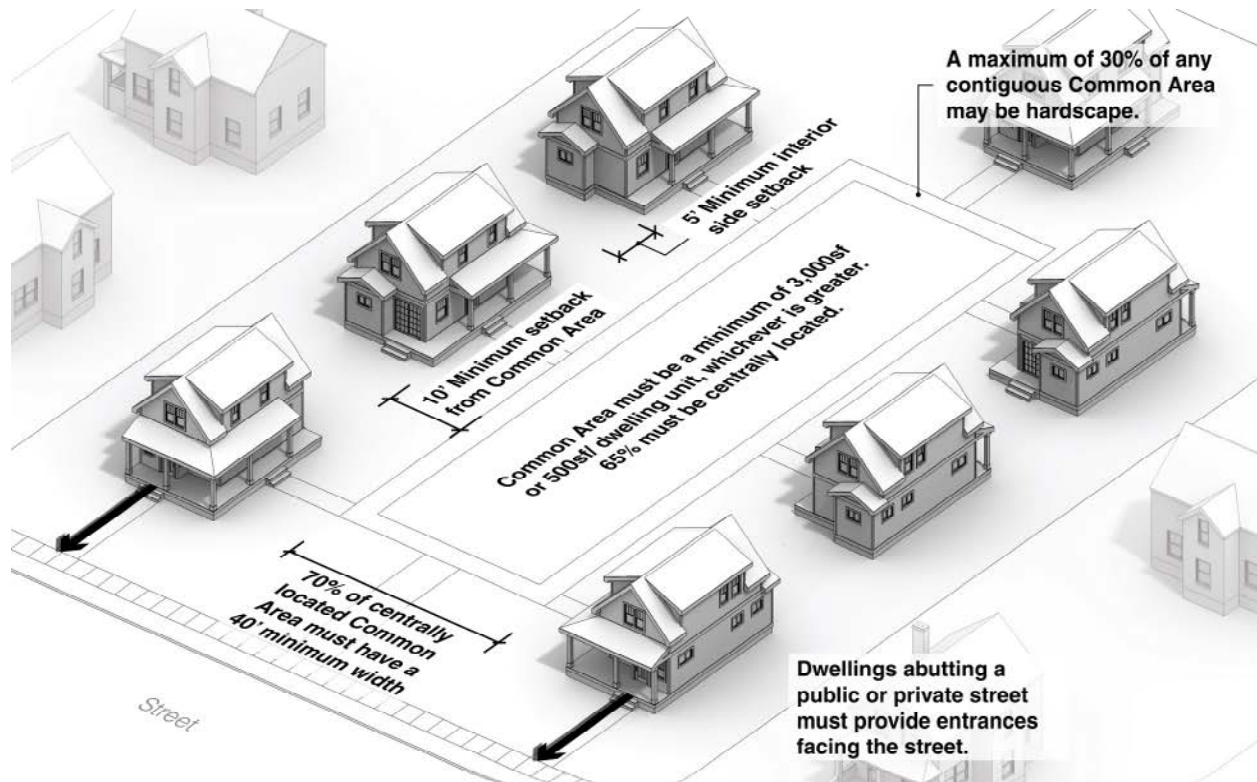 A maximum of 30% of any
contiguous Common Area
may be hardscape.
5' Minimum interior
side setback
10' Minimum setback
from Common Area
Common Area must be a minimum of 3,000sf
or 500sf/ dwelling unit, whichever is greater.
65% must be centrally located.
70% of centrally
located Common
Area must have a
40' minimum width
Street
Dwellings abutting a
public or private street
must provide entrances
facing the street.